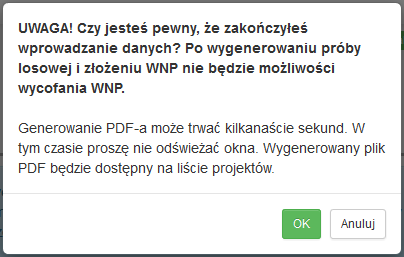 UWAGA! Czy jesteś pewny, że zakończyłeś
wprowadzanie danych? Po wygenerowaniu próby
losowej i złożeniu WNP nie będzie możliwości
wycofania WNP.
Generowanie PDF-a może trwać kilkanaście sekund. W
tym czasie proszę nie odświeżać okna. Wygenerowany plik
PDF będzie dostępny na liście projektów.
OK Anuluj